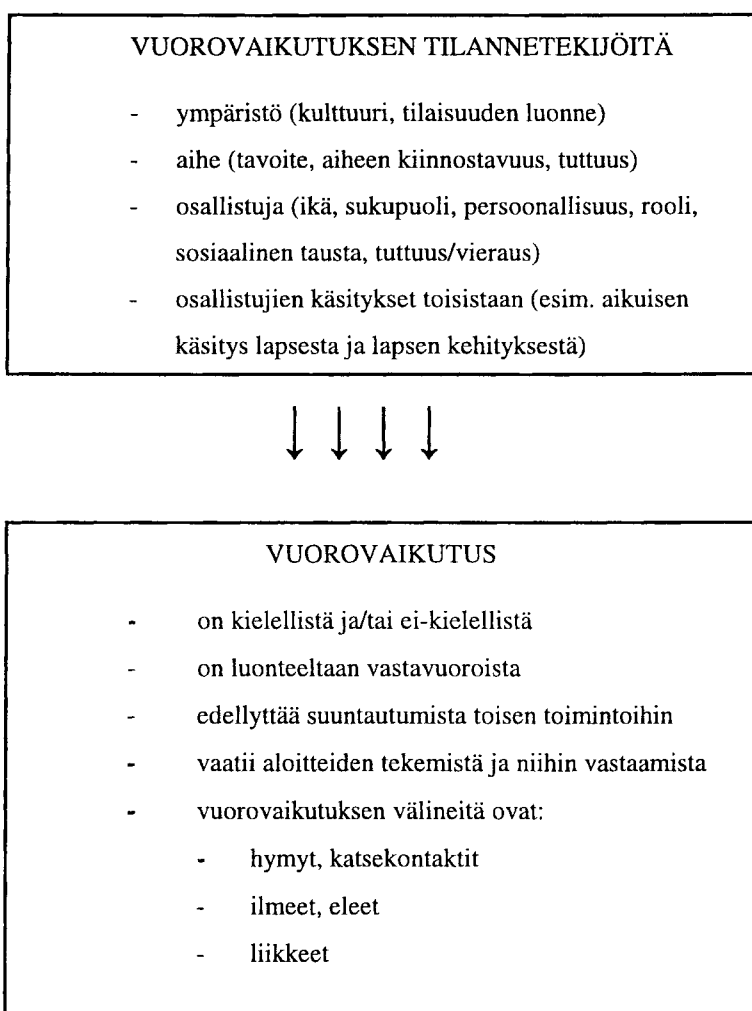 VUOROVAIKUTUKSEN TILANNETEKIJÖITÄ
- ympäristö (kulttuuri, tilaisuuden luonne)
- aihe (tavoite, aiheen kiinnostavuus, tuttuus)
- osallistuja (ikä, sukupuoli, persoonallisuus, rooli,
sosiaalinen tausta, tuttuus/vieraus)
- osallistujien käsitykset toisistaan (esim. aikuisen
käsitys lapsesta ja lapsen kehityksestä)
↓ ↓ ↓ ↓
VUOROVAIKUTUS
- on kielellistä ja/tai ei-kielellistä
- on luonteeltaan vastavuoroista
- edellyttää suuntautumista toisen toimintoihin
- vaatii aloitteiden tekemistä ja niihin vastaamista
- vuorovaikutuksen välineitä ovat:
- hymyt, katsekontaktit
- ilmeet, eleet
- liikkeet